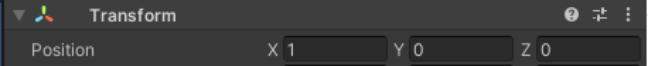 Transform
Position X 1 Y 0 Z 0